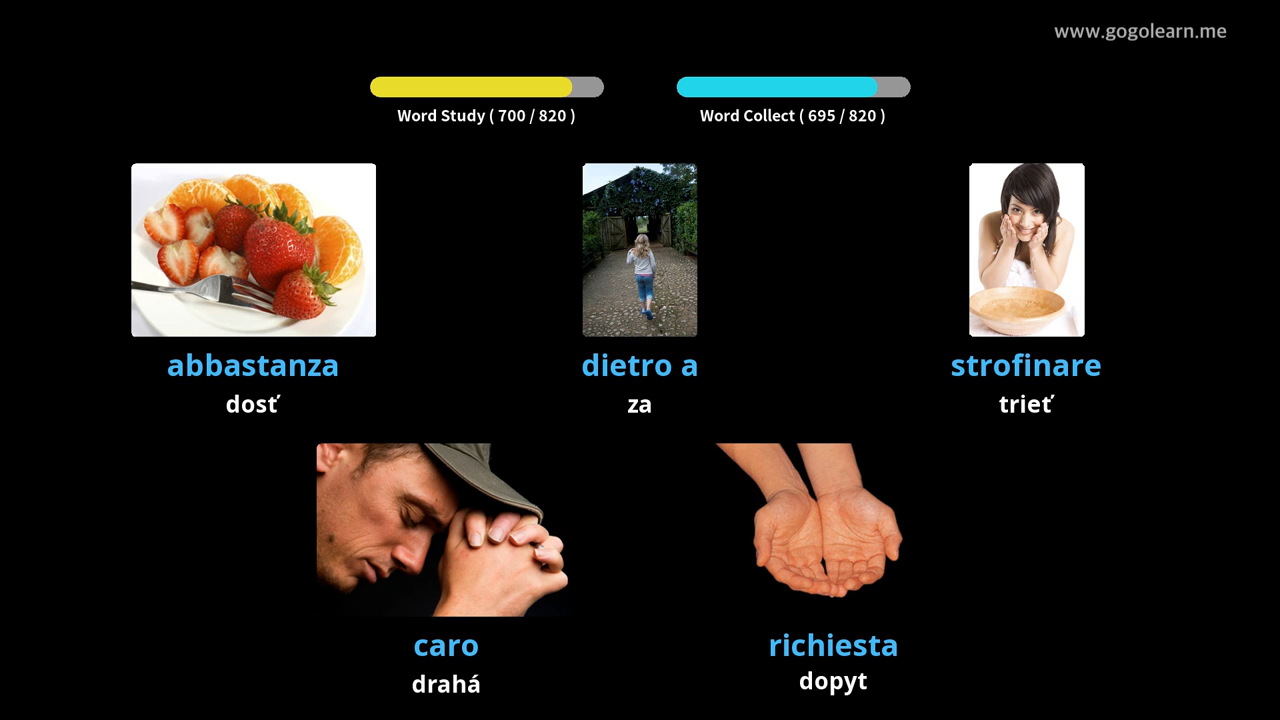 www.gogolearn.me
Word Study ( 700 / 820 )
Word Collect ( 695 / 820 )
abbastanza
dosť
dietro a
za
strofinare
trieť
caro
drahá
richiesta
dopyt